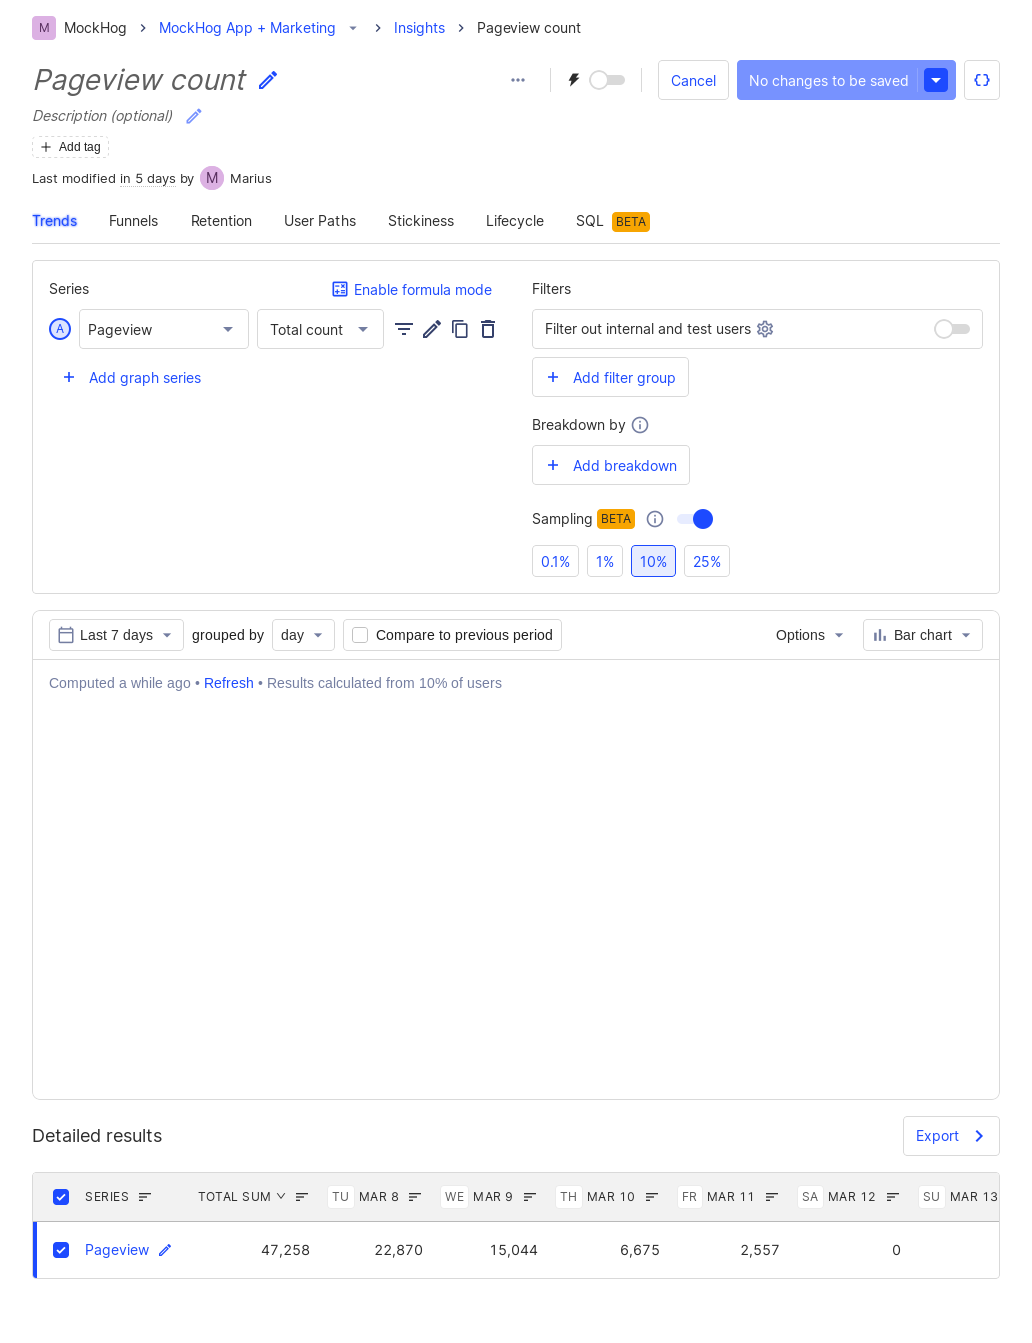 M MockHog MockHog App + Marketing Insights Pageview count
Pageview count Cancel No changes to be saved
Description (optional)
Add tag
Last modified in 5 days by M Marius
Trends Funnels Retention User Paths Stickiness Lifecycle SQL BETA
Series Enable formula mode
A Pageview Total count
Add graph series
Filters
Filter out internal and test users
Add filter group
Breakdown by
Add breakdown
Sampling BETA
0.1% 1% 10% 25%
Last 7 days grouped by day Compare to previous period Options Bar chart
Computed a while ago • Refresh • Results calculated from 10% of users
Detailed results Export
SERIES TOTAL SUM TU MAR 8 WE MAR 9 TH MAR 10 FR MAR 11 SA MAR 12 SU MAR 13
Pageview 47,258 22,870 15,044 6,675 2,557 0